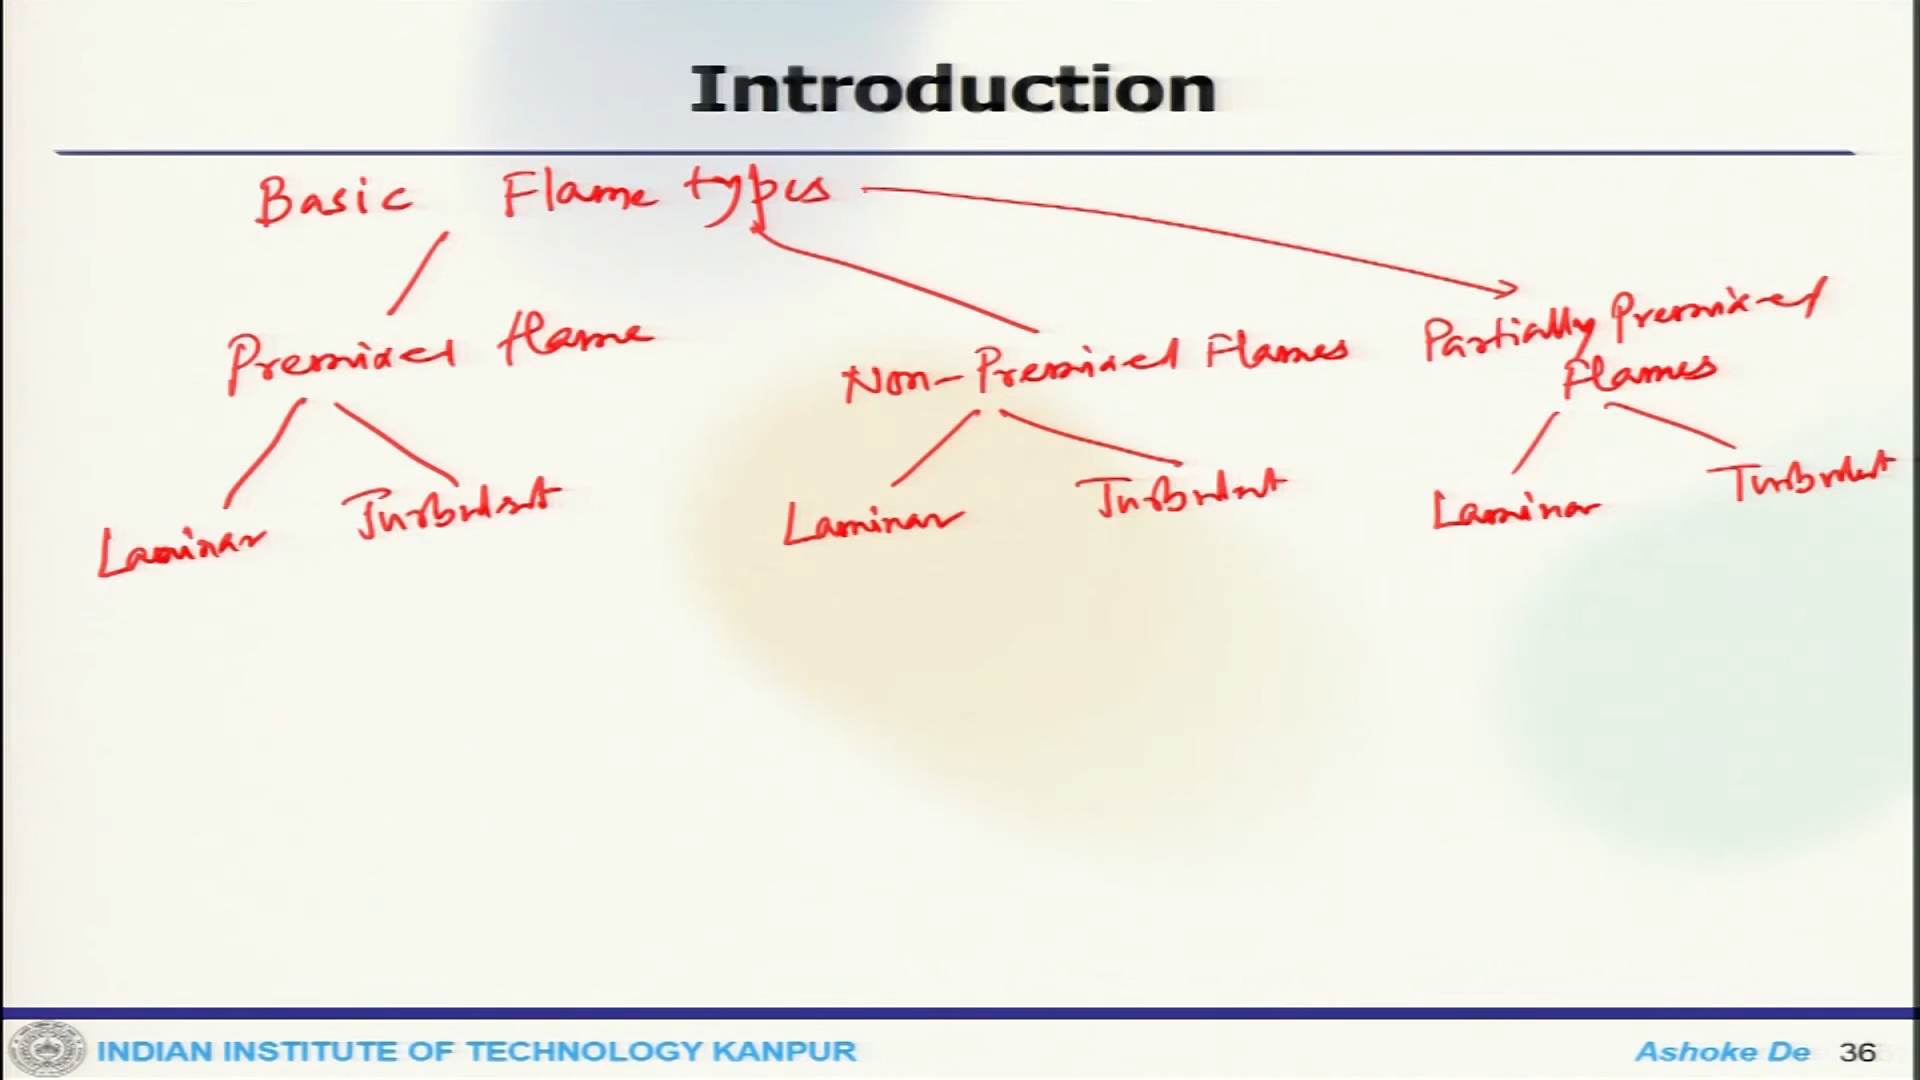 Introduction
Basic Flame types
Premixed flame
Non-Premixed Flames
Partially Premixed
Flames
Laminar
Turbulent
Laminar
Turbulent
Laminar
Turbulent
INDIAN INSTITUTE OF TECHNOLOGY KANPUR
Ashoke De 36